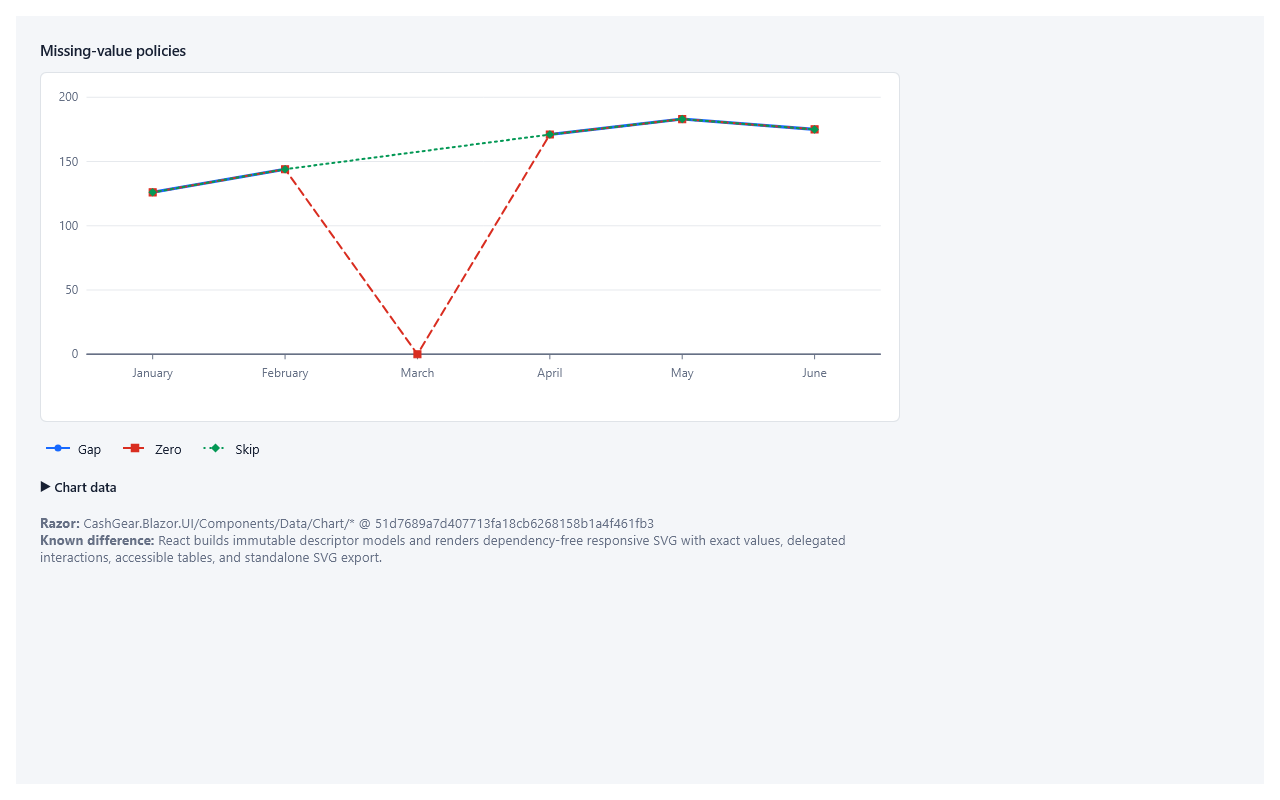 Missing-value policies
200
150
100
50
0
January February March April May June
Gap Zero Skip
Chart data
Razor: CashGear.Blazor.UI/Components/Data/Chart/* @ 51d7689a7d407713fa18cb6268158b1a4f461fb3
Known difference: React builds immutable descriptor models and renders dependency-free responsive SVG with exact values, delegated
interactions, accessible tables, and standalone SVG export.